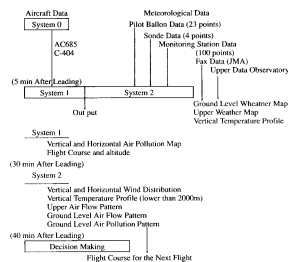 Aircraft Data
Meteorological Data
System 0
Pilot Ballon Data (23 points)
Sonde Data (4 points)
Monitoring Station Data
(100 points)
AC685
C-404
Fax Data (JMA)
Upper Data Observatory
(5 min After Leading)
System 1
System 2
Out put
Ground Level Wheatner Map
Upper Weather Map
Vertical Temperature Profile
System 1
Vertical and Horizontal Air Pollution Map
Flight Course and altitude
(30 min After Leading)
System 2
Vertical and Horizontal Wind Distribution
Vertical Temperature Profile (lower than 2000m)
Upper Air Flow Pattern
Ground Level Air Flow Pattern
Ground Level Air Pollution Pattern
(40 min After Leading)
Decision Making
Flight Course for the Next Flight